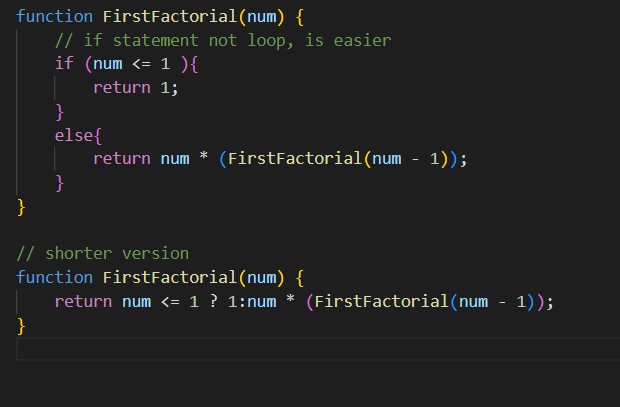 function FirstFactorial(num) {
    // if statement not loop, is easier
    if (num <= 1 ){
        return 1;
    }
    else{
        return num * (FirstFactorial(num - 1));
    }
}

// shorter version
function FirstFactorial(num) {
    return num <= 1 ? 1:num * (FirstFactorial(num - 1));
}